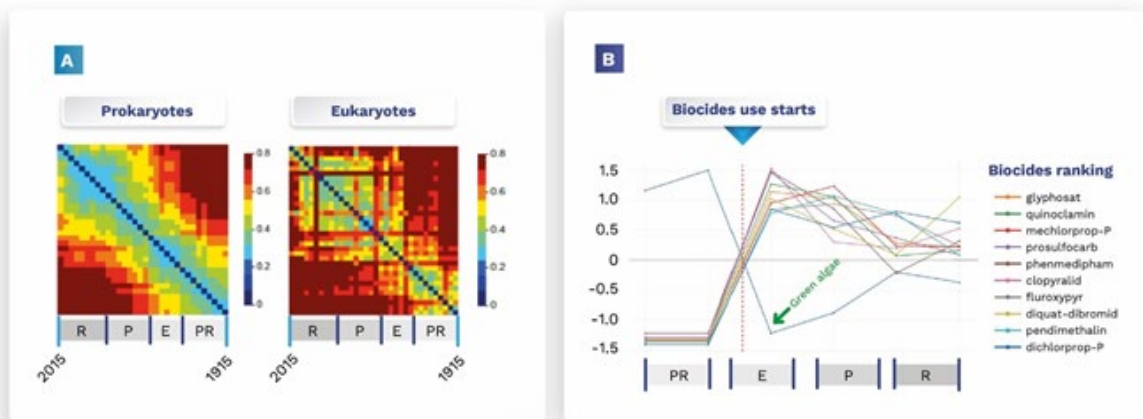 A
Prokaryotes
Eukaryotes
0.8
0.6
0.4
0.2
0
0.8
0.6
0.4
0.2
0
R P E PR
R P E PR
2015 1915
2015 1915
B
Biocides use starts
1.5
1.0
0.5
0
-0.5
-1.0
-1.5
Green algae
PR E P R
Biocides ranking
glyphosat
quinoclamin
mechlorprop-P
prosulfocarb
phenmedipham
clopyralid
fluroxypyr
diquat-dibromid
pendimethalin
dichlorprop-P